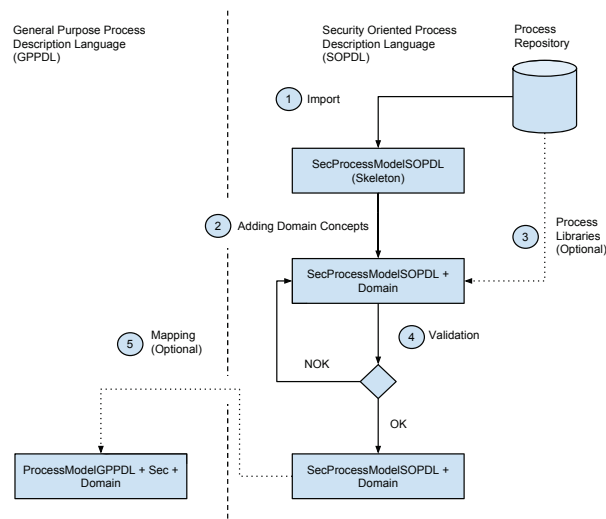 General Purpose Process
Description Language
(GPPDL)
Security Oriented Process
Description Language
(SOPDL)
Process
Repository
1
Import
SecProcessModelSOPDL
(Skeleton)
2
Adding Domain Concepts
3
Process
Libraries
(Optional)
SecProcessModelSOPDL +
Domain
4
Validation
5
Mapping
(Optional)
NOK
OK
ProcessModelGPPDL + Sec +
Domain
SecProcessModelSOPDL +
Domain